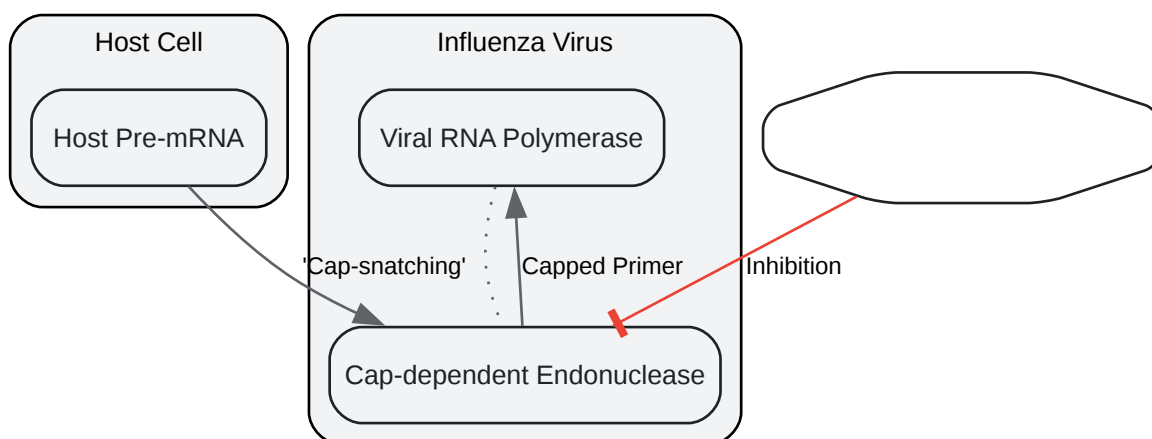 Host Cell
Influenza Virus
Host Pre-mRNA
Viral RNA Polymerase
'Cap-snatching'
Capped Primer
Inhibition
Cap-dependent Endonuclease